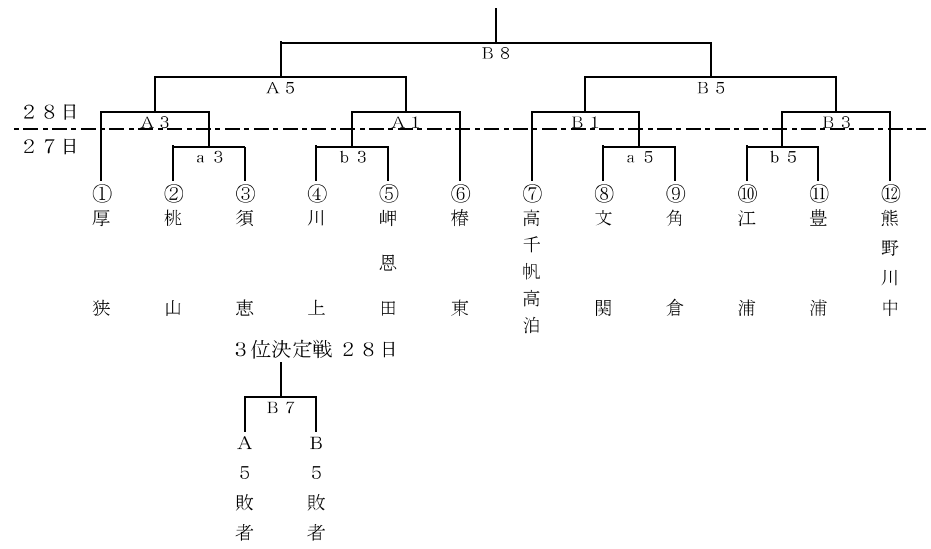 Ｂ８
Ａ５ Ｂ５
２８日
Ａ３ Ａ１ Ｂ１ Ｂ３
２７日
ａ３ ｂ３ ａ５ ｂ５
① ② ③ ④ ⑤ ⑥ ⑦ ⑧ ⑨ ⑩ ⑪ ⑫
厚狭
桃山
須恵
川上
岬恩田
椿東
高千帆高泊
文関
角倉
江浦
豊浦
熊野川中
３位決定戦 ２８日
Ｂ７
Ａ５敗者
Ｂ５敗者